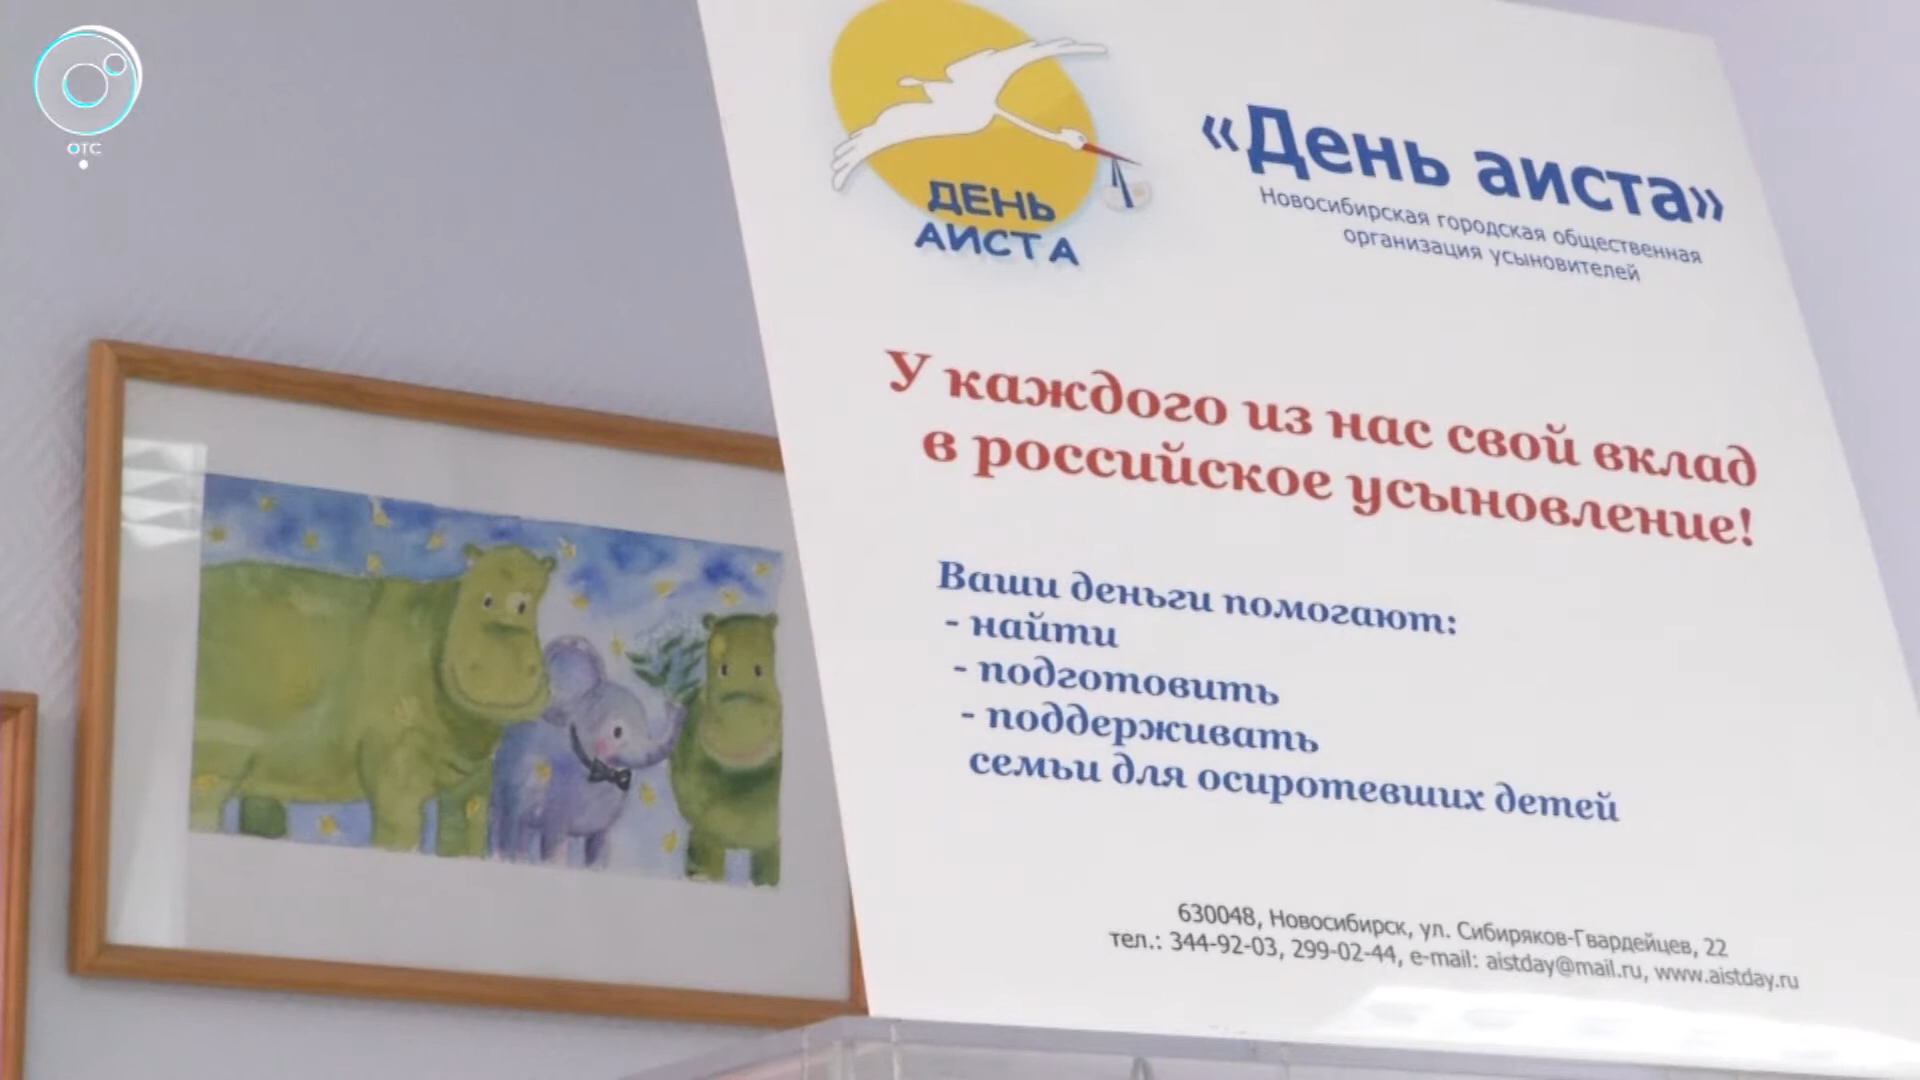 ОТС
ДЕНЬ
АИСТА
«День аиста»
Новосибирская городская общественная
организация усыновителей
У каждого из нас свой вклад
в российское усыновление!
Ваши деньги помогают:
- найти
- подготовить
- поддерживать
семьи для осиротевших детей
630048, Новосибирск, ул. Сибиряков-Гвардейцев, 22
тел.: 344-92-03, 299-02-44, e-mail: aistday@mail.ru, www.aistday.ru